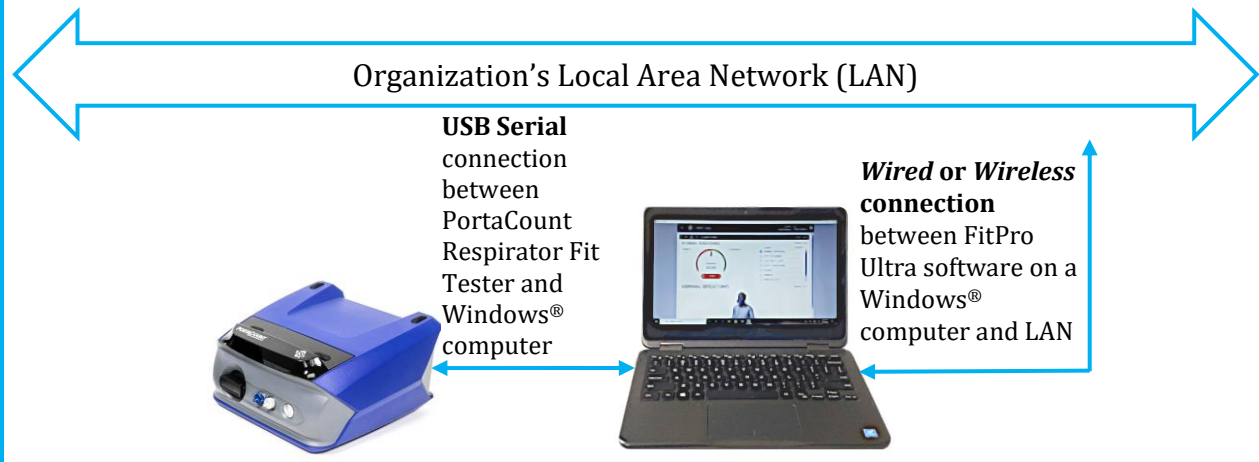 Organization's Local Area Network (LAN)
USB Serial
connection
between
PortaCount
Respirator Fit
Tester and
Windows®
computer
Wired or Wireless
connection
between FitPro
Ultra software on a
Windows®
computer and LAN